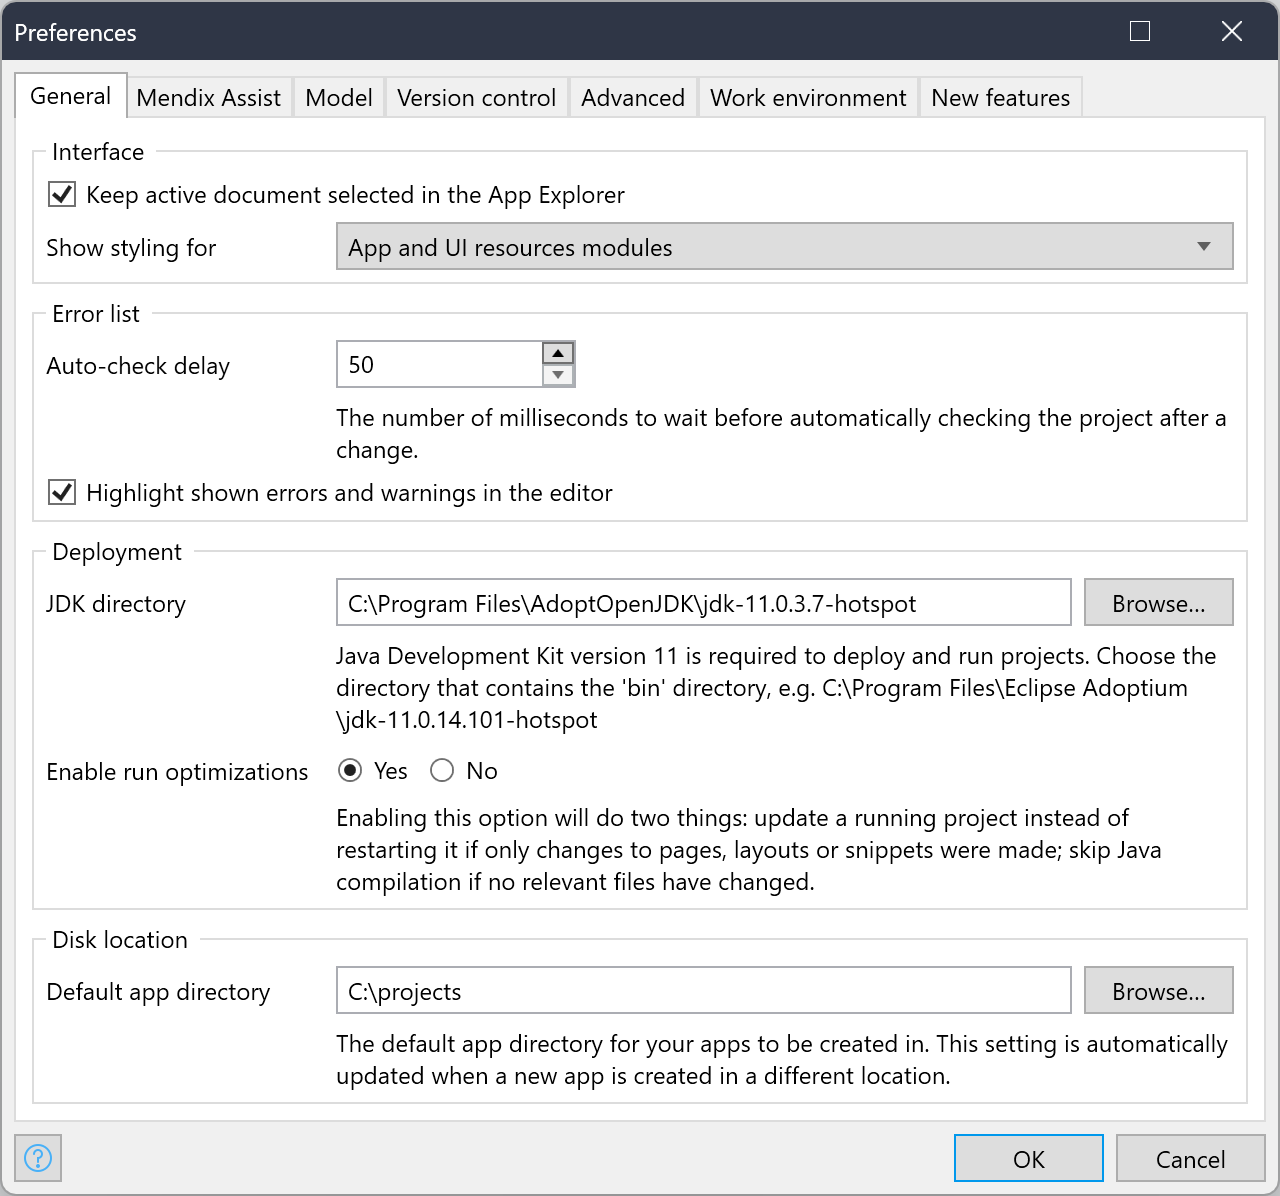 Preferences
General
Mendix Assist
Model
Version control
Advanced
Work environment
New features
Interface
Keep active document selected in the App Explorer
Show styling for
App and UI resources modules
Error list
Auto-check delay
50
The number of milliseconds to wait before automatically checking the project after a
change.
Highlight shown errors and warnings in the editor
Deployment
JDK directory
C:\Program Files\AdoptOpenJDK\jdk-11.0.3.7-hotspot
Browse...
Java Development Kit version 11 is required to deploy and run projects. Choose the
directory that contains the 'bin' directory, e.g. C:\Program Files\Eclipse Adoptium
\jdk-11.0.14.101-hotspot
Enable run optimizations
Yes
No
Enabling this option will do two things: update a running project instead of
restarting it if only changes to pages, layouts or snippets were made; skip Java
compilation if no relevant files have changed.
Disk location
Default app directory
C:\projects
Browse...
The default app directory for your apps to be created in. This setting is automatically
updated when a new app is created in a different location.
?
OK
Cancel